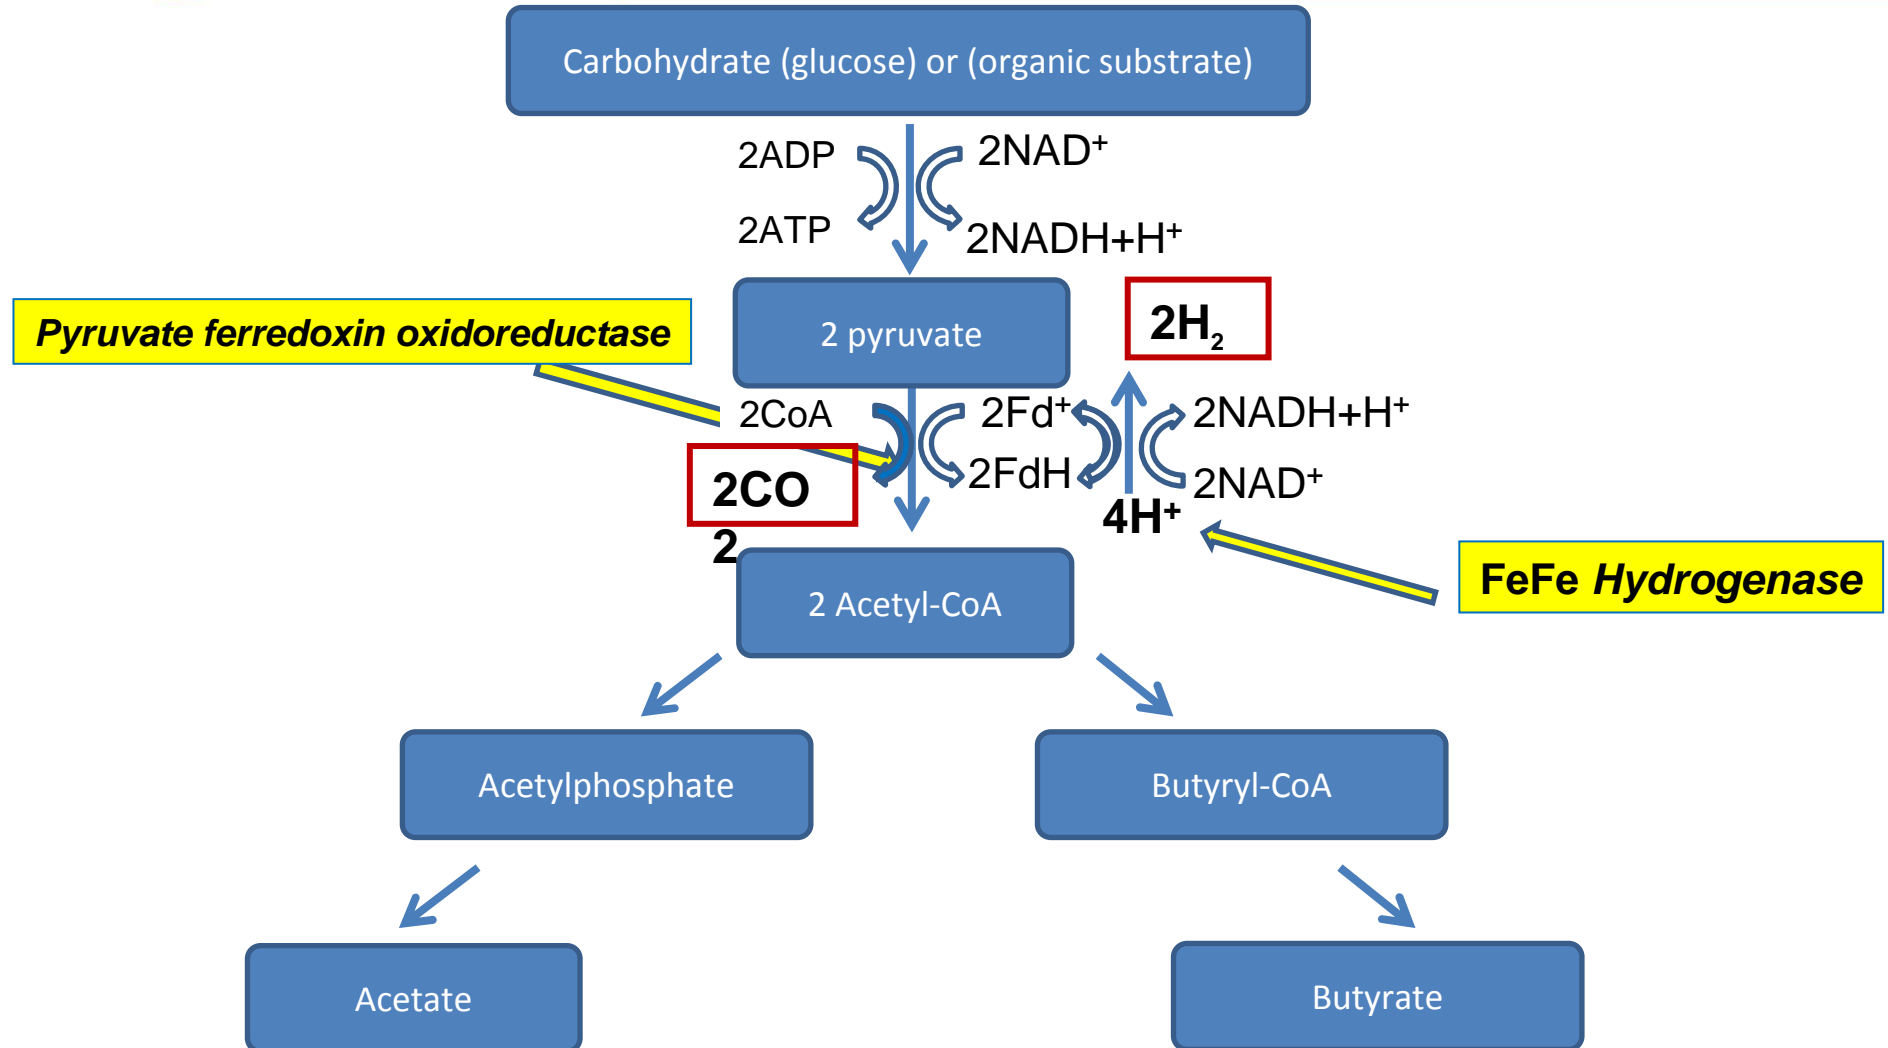 Carbohydrate (glucose) or (organic substrate)
2ADP
2NAD⁺
2ATP
2NADH+H⁺
Pyruvate ferredoxin oxidoreductase
2 pyruvate
2H₂
2CoA
2Fd⁺
2NADH+H⁺
2CO
2
2FdH
2NAD⁺
4H⁺
FeFe Hydrogenase
2 Acetyl-CoA
Acetylphosphate
Butyryl-CoA
Acetate
Butyrate